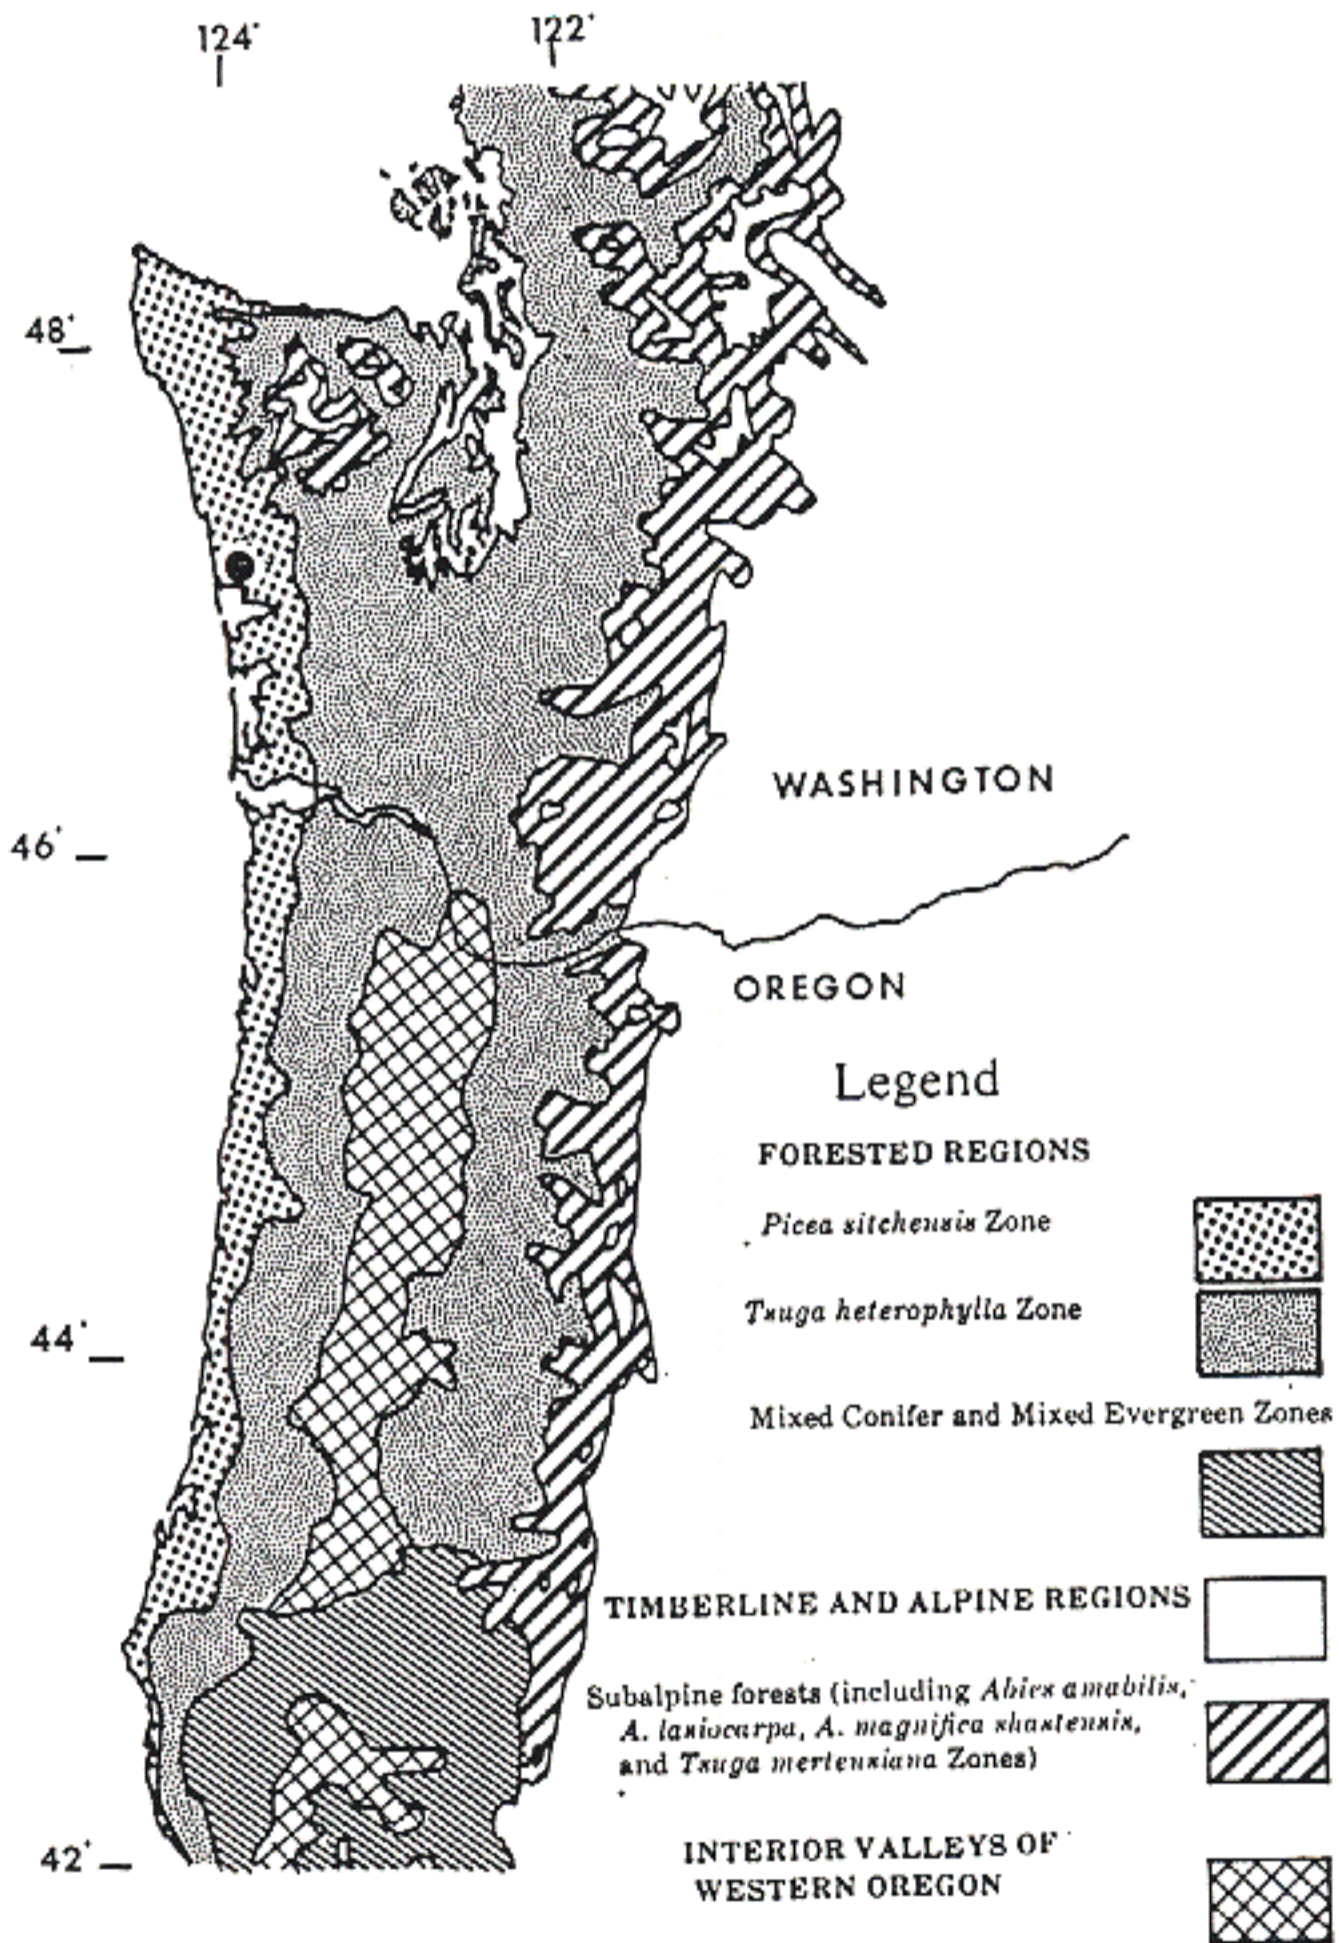 124°
122°
48°
46°
44°
42°
WASHINGTON
OREGON
Legend
FORESTED REGIONS
Picea sitchensis Zone
Tsuga heterophylla Zone
Mixed Conifer and Mixed Evergreen Zones
TIMBERLINE AND ALPINE REGIONS
Subalpine forests (including Abies amabilis,
A. lasiocarpa, A. magnifica shastensis,
and Tsuga mertensiana Zones)
INTERIOR VALLEYS OF
WESTERN OREGON